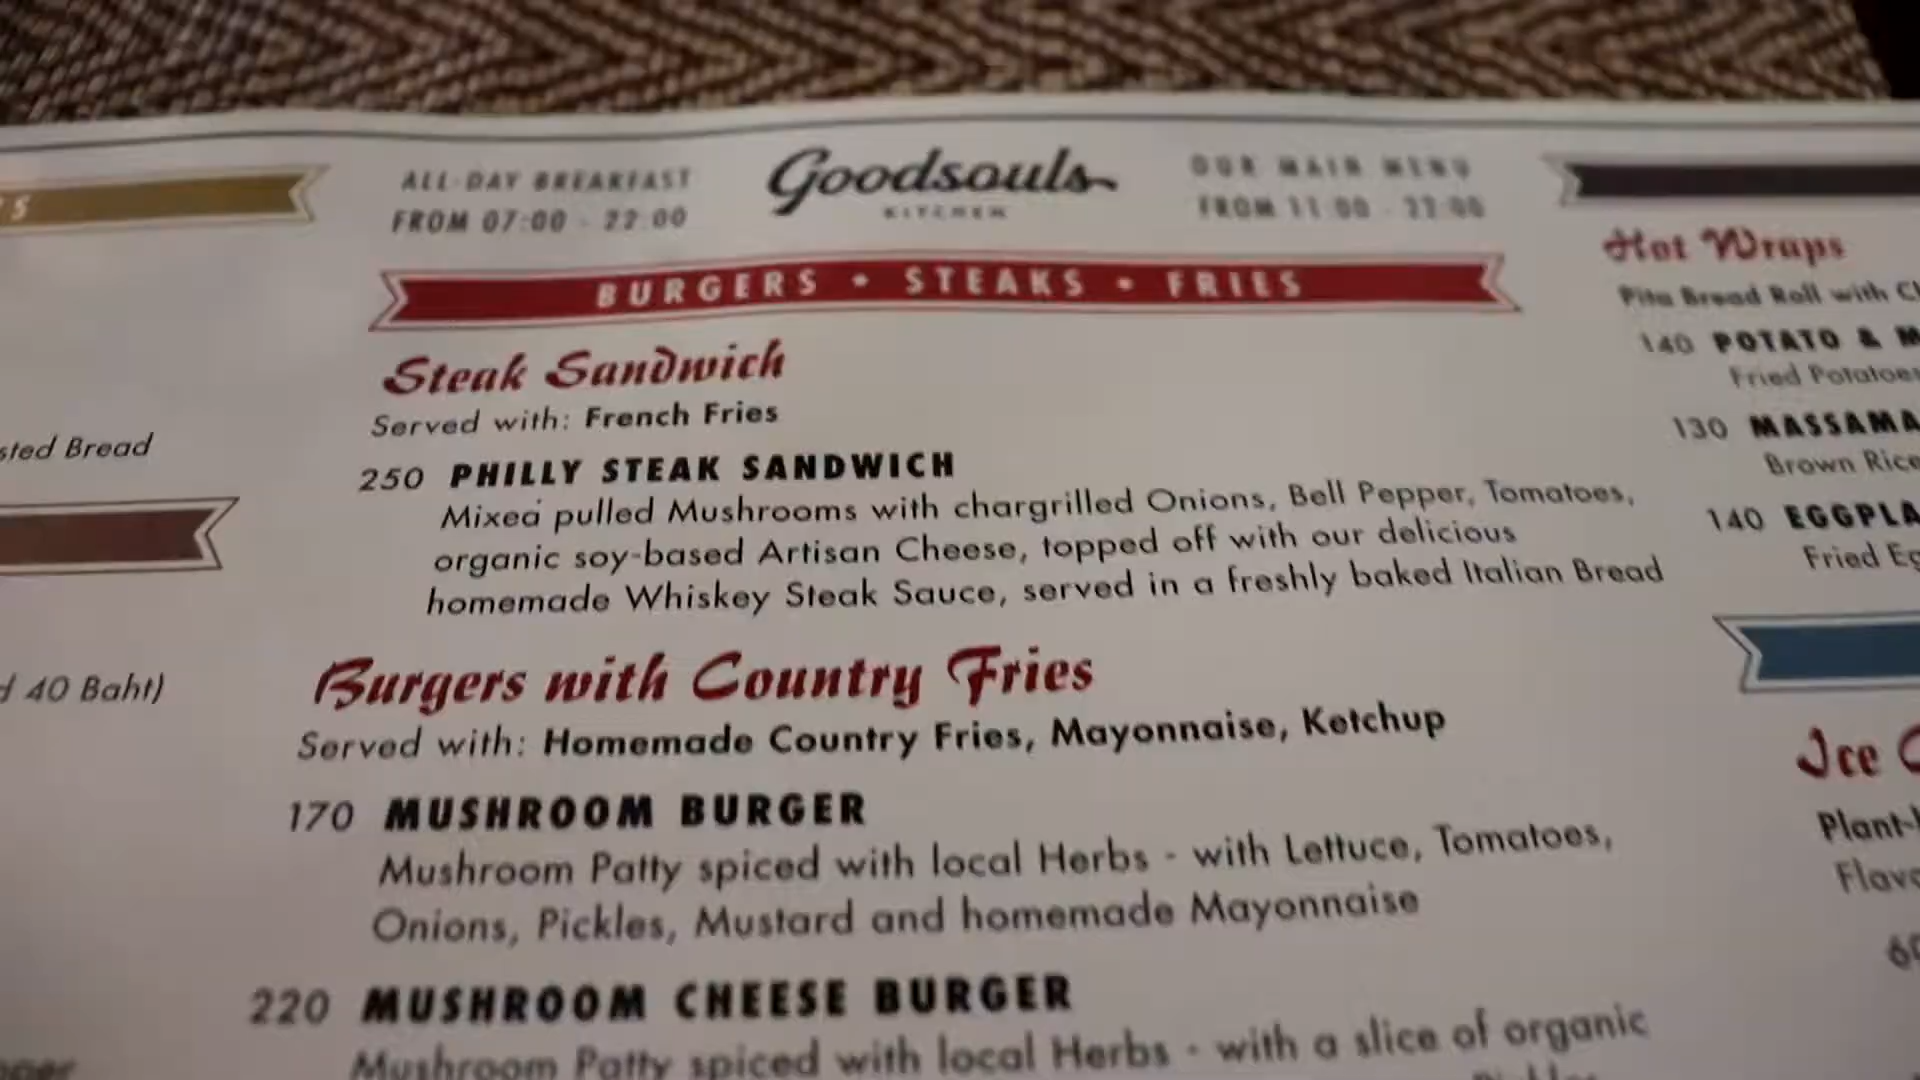 ALL-DAY BREAKFAST
FROM 07:00 - 22:00
Goodsouls
KITCHEN
OUR MAIN MENU
FROM 11:00 - 22:00
BURGERS • STEAKS • FRIES
Steak Sandwich
Served with: French Fries
250 PHILLY STEAK SANDWICH
Mixed pulled Mushrooms with chargrilled Onions, Bell Pepper, Tomatoes,
organic soy-based Artisan Cheese, topped off with our delicious
homemade Whiskey Steak Sauce, served in a freshly baked Italian Bread
Burgers with Country Fries
Served with: Homemade Country Fries, Mayonnaise, Ketchup
170 MUSHROOM BURGER
Mushroom Patty spiced with local Herbs - with Lettuce, Tomatoes,
Onions, Pickles, Mustard and homemade Mayonnaise
220 MUSHROOM CHEESE BURGER
Mushroom Patty spiced with local Herbs - with a slice of organic
Bread
40 Baht)
Hot Wraps
Pita Bread Roll with
140 POTATO &
Fried Potatoes
130
Brown Rice
140
Fried
Ice